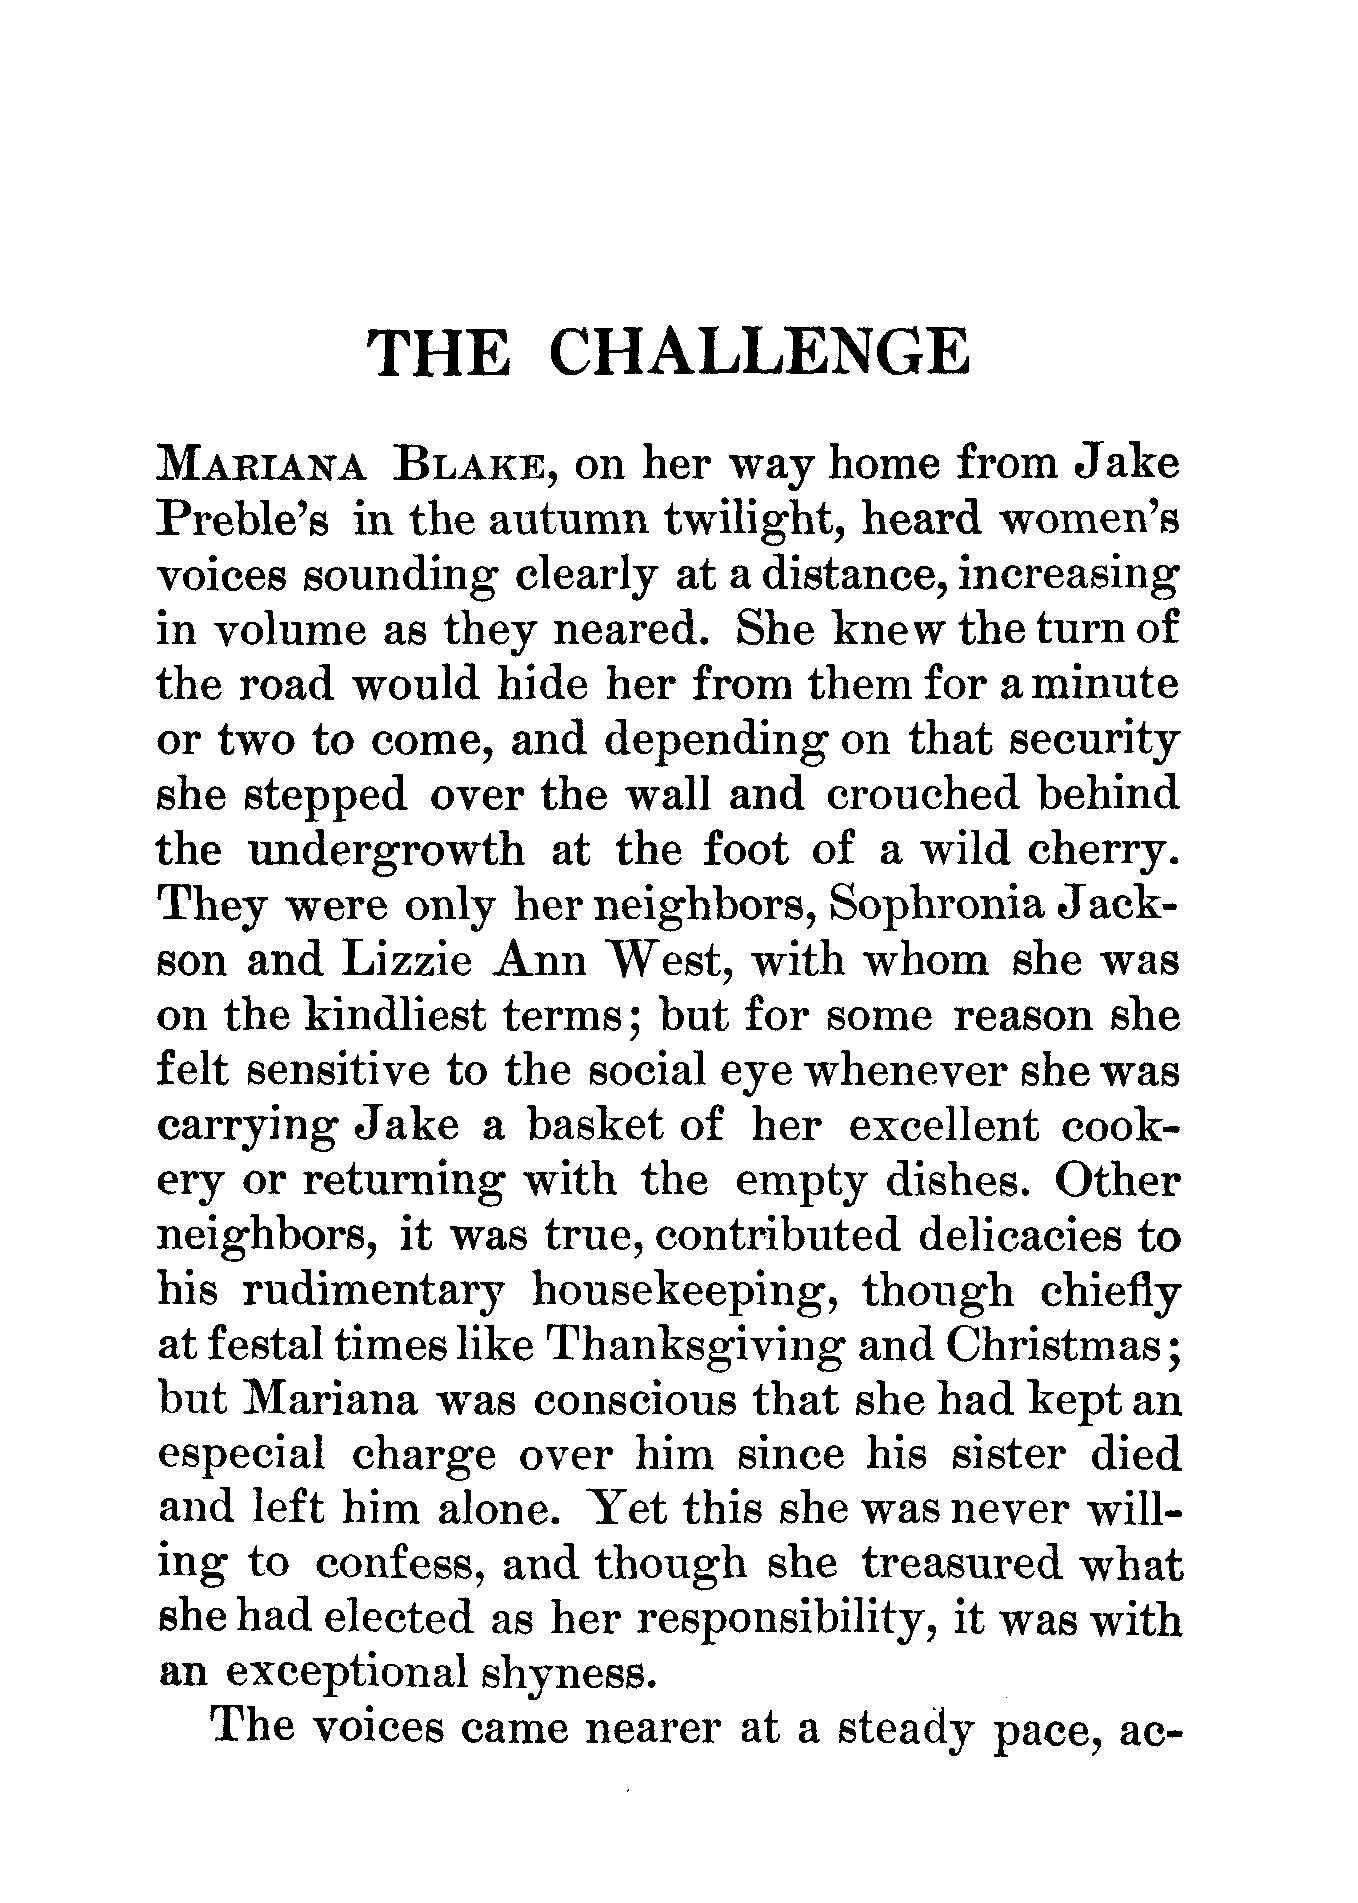 THE CHALLENGE
MARIANA BLAKE, on her way home from Jake
Preble's in the autumn twilight, heard women's
voices sounding clearly at a distance, increasing
in volume as they neared. She knew the turn of
the road would hide her from them for a minute
or two to come, and depending on that security
she stepped over the wall and crouched behind
the undergrowth at the foot of a wild cherry.
They were only her neighbors, Sophronia Jack-
son and Lizzie Ann West, with whom she was
on the kindliest terms; but for some reason she
felt sensitive to the social eye whenever she was
carrying Jake a basket of her excellent cook-
ery or returning with the empty dishes. Other
neighbors, it was true, contributed delicacies to
his rudimentary housekeeping, though chiefly
at festal times like Thanksgiving and Christmas;
but Mariana was conscious that she had kept an
especial charge over him since his sister died
and left him alone. Yet this she was never will-
ing to confess, and though she treasured what
she had elected as her responsibility, it was with
an exceptional shyness.
The voices came nearer at a steady pace, ac-